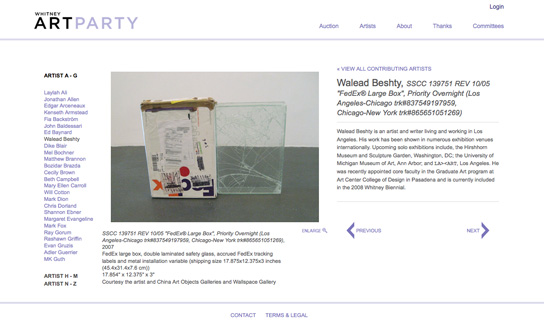 Login
WHITNEY
ARTPARTY
Auction Artists About Thanks Committees
ARTIST A - G
Laylah Ali
Jonathan Allen
Edgar Arceneaux
Kenseth Armstead
Fia Backström
John Baldessari
Ed Baynard
Walead Beshty
Dike Blair
Mel Bochner
Matthew Brannon
Bozidar Brazda
Cecily Brown
Beth Campbell
Mary Ellen Carroll
Will Cotton
Mark Dion
Chris Dorland
Shannon Ebner
Margaret Evangeline
Mark Fox
Ray Gorum
Rashawn Griffin
Evan Gruzis
Adler Guerrier
MK Guth
ARTIST H - M
ARTIST N - Z
SSCC 139751 REV 10/05 "FedEx® Large Box", Priority Overnight (Los
Angeles-Chicago trk#837549197959, Chicago-New York trk#865651051269),
2007
FedEx large box, double laminated safety glass, accrued FedEx tracking
labels and metal installation variable (shipping size 17.875x12.375x3 inches
(45.4x31.4x7.6 cm))
17.854" x 12.375" x 3"
Courtesy the artist and China Art Objects Galleries and Wallspace Gallery
ENLARGE
« VIEW ALL CONTRIBUTING ARTISTS
Walead Beshty, SSCC 139751 REV 10/05
"FedEx® Large Box", Priority Overnight (Los
Angeles-Chicago trk#837549197959,
Chicago-New York trk#865651051269)
Walead Beshty is an artist and writer living and working in Los
Angeles. His work has been shown in numerous exhibition venues
internationally. Upcoming solo exhibitions include, the Hirshhorn
Museum and Sculpture Garden, Washington, DC; the University of
Michigan Museum of Art, Ann Arbor; and LA><ART, Los Angeles. He
was recently appointed core faculty in the Graduate Art program at
Art Center College of Design in Pasadena and is currently included
in the 2008 Whitney Biennial.
PREVIOUS NEXT
CONTACT TERMS & LEGAL